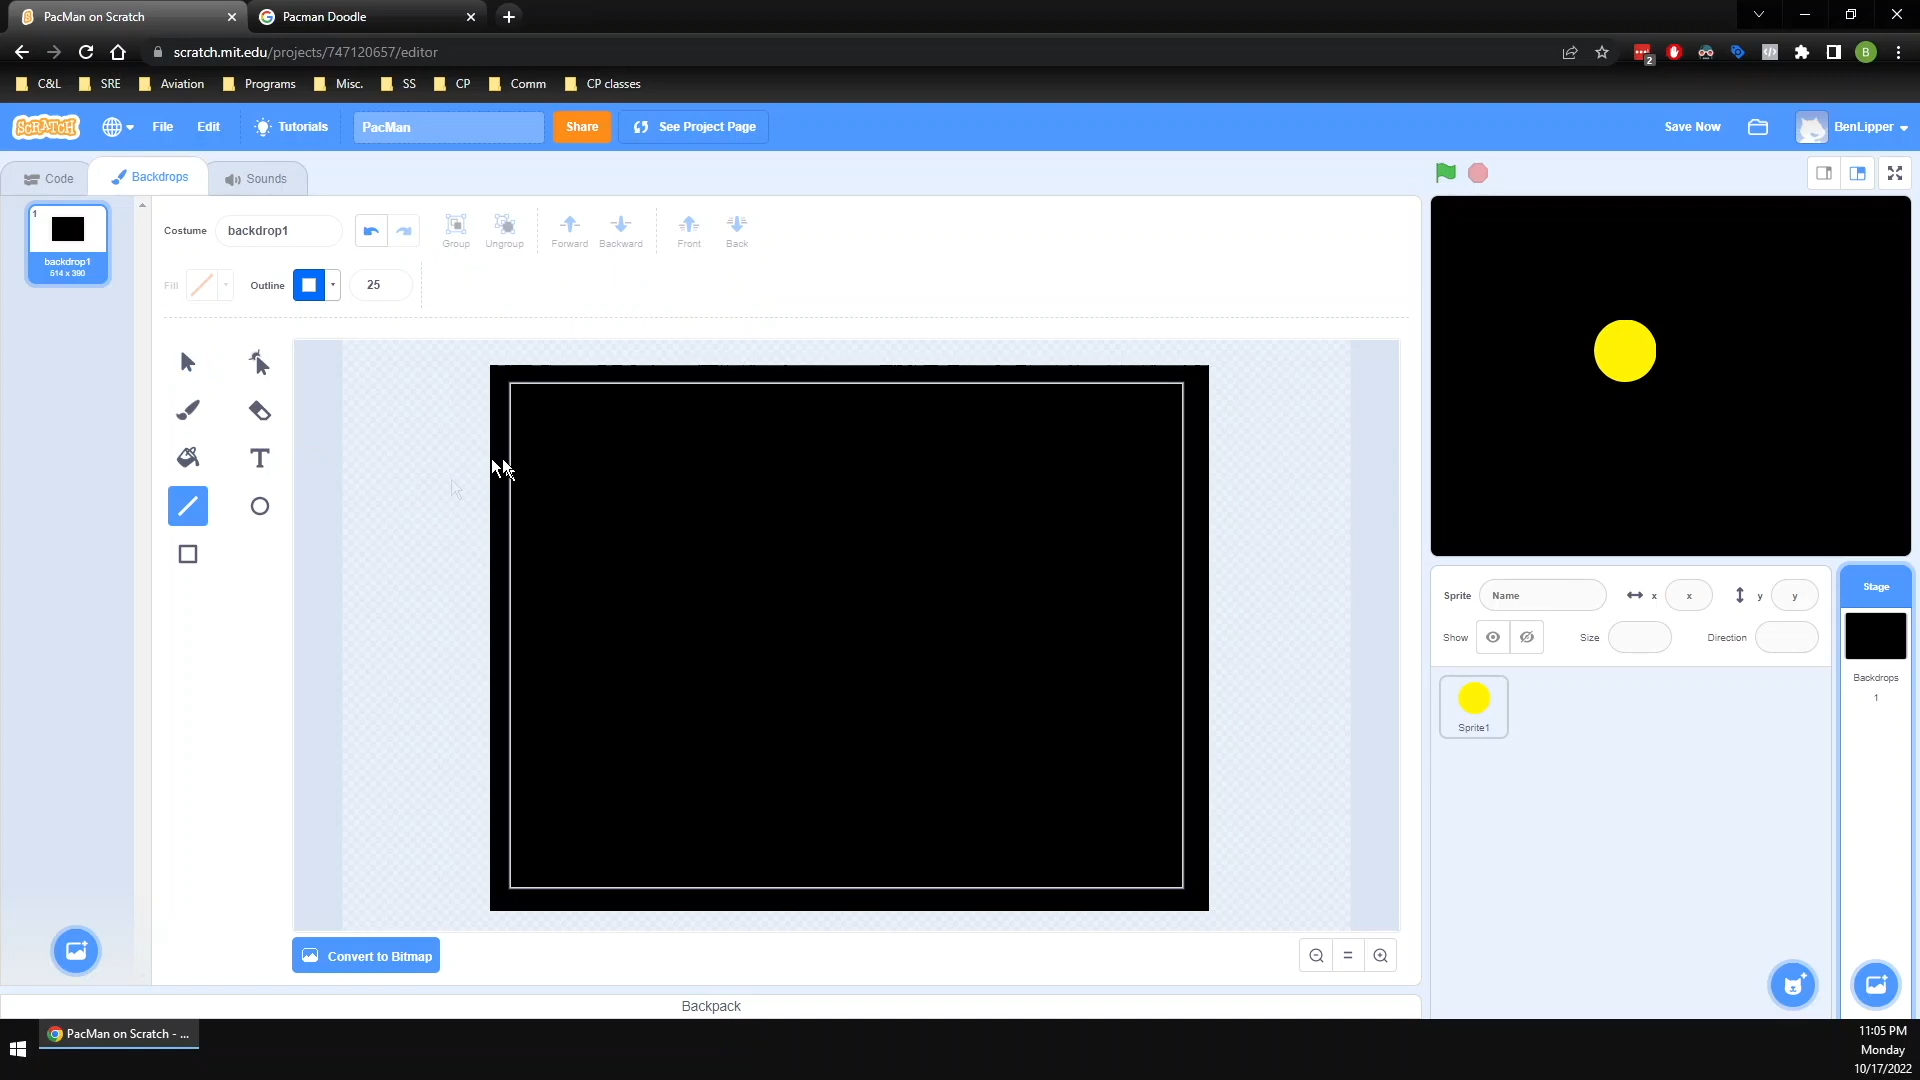 PacMan on Scratch
Pacman Doodle
scratch.mit.edu/projects/747120657/editor
2
B
C&L
SRE
Aviation
Programs
Misc.
SS
CP
Comm
CP classes
SCRATCH
File
Edit
Tutorials
PacMan
Share
See Project Page
Save Now
BenLipper
Code
Backdrops
Sounds
1
backdrop1
514 x 390
Costume
backdrop1
Group
Ungroup
Forward
Backward
Front
Back
Fill
Outline
25
T
Convert to Bitmap
Backpack
Sprite
Name
x
x
y
y
Show
Size
Direction
Sprite1
Stage
Backdrops
1
PacMan on Scratch - ...
11:05 PM
Monday
10/17/2022